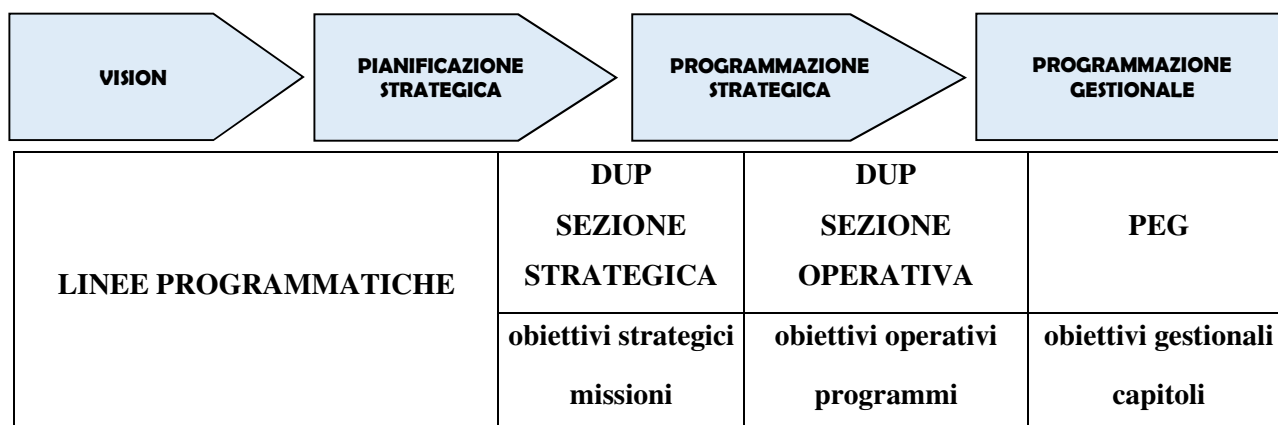 VISION
PIANIFICAZIONE
STRATEGICA
PROGRAMMAZIONE
STRATEGICA
PROGRAMMAZIONE
GESTIONALE
LINEE PROGRAMMATICHE
DUP
SEZIONE
STRATEGICA
DUP
SEZIONE
OPERATIVA
PEG
obiettivi strategici
missioni
obiettivi operativi
programmi
obiettivi gestionali
capitoli